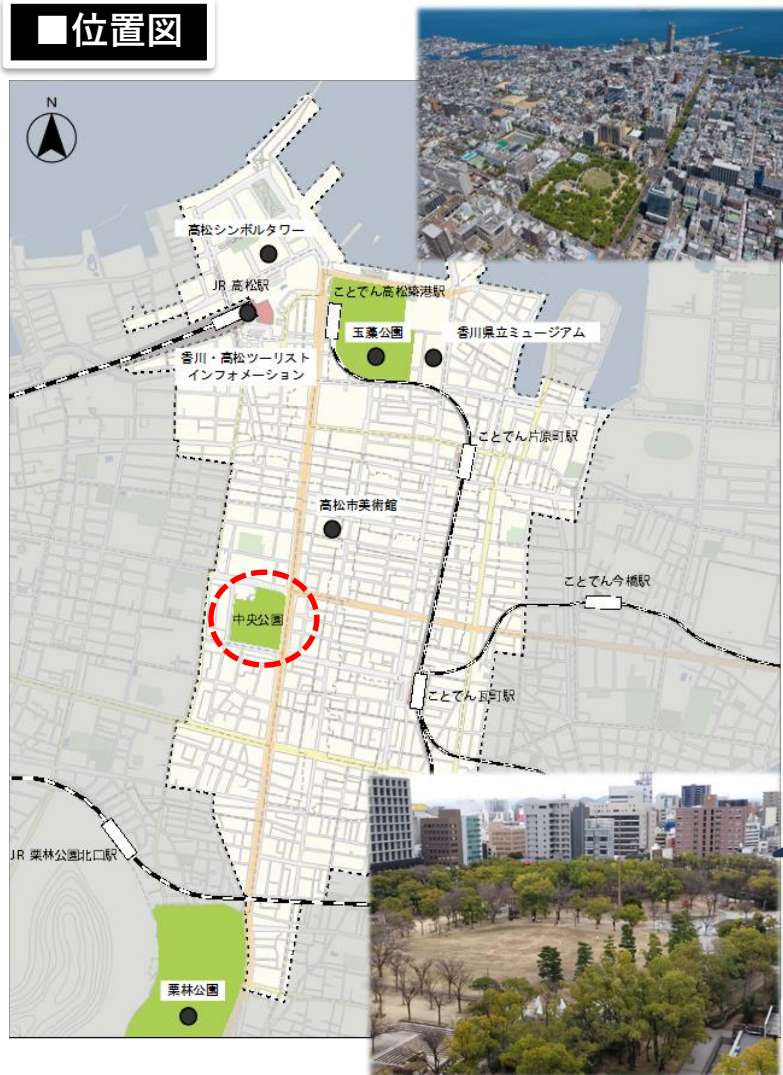 ■位置図
N
高松シンボルタワー
JR 高松駅
ことでん高松築港駅
玉藻公園
香川県立ミュージアム
香川・高松ツーリスト
インフォメーション
ことでん片原町駅
高松市美術館
ことでん今橋駅
中央公園
ことでん瓦町駅
JR 栗林公園北口駅
栗林公園